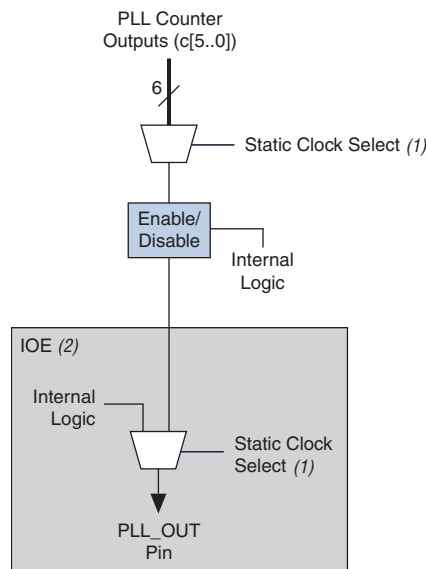 PLL Counter
Outputs (c[5..0])
6
Static Clock Select (1)
Enable/
Disable
Internal
Logic
IOE (2)
Internal
Logic
Static Clock
Select (1)
PLL_OUT
Pin